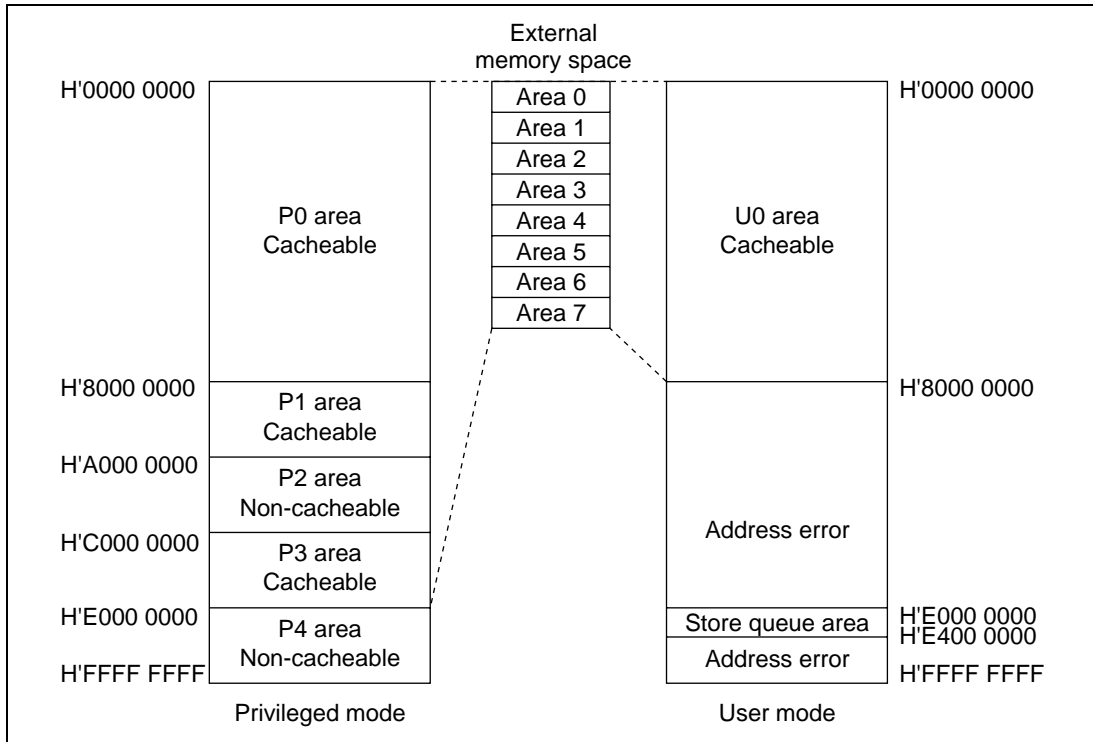 External
memory space
H'0000 0000
H'0000 0000
Area 0
Area 1
Area 2
Area 3
Area 4
Area 5
Area 6
Area 7
P0 area
Cacheable
U0 area
Cacheable
H'8000 0000
H'8000 0000
P1 area
Cacheable
H'A000 0000
P2 area
Non-cacheable
H'C000 0000
P3 area
Cacheable
Address error
H'E000 0000
P4 area
Non-cacheable
Store queue area
H'E000 0000
H'E400 0000
Address error
H'FFFF FFFF
H'FFFF FFFF
Privileged mode
User mode